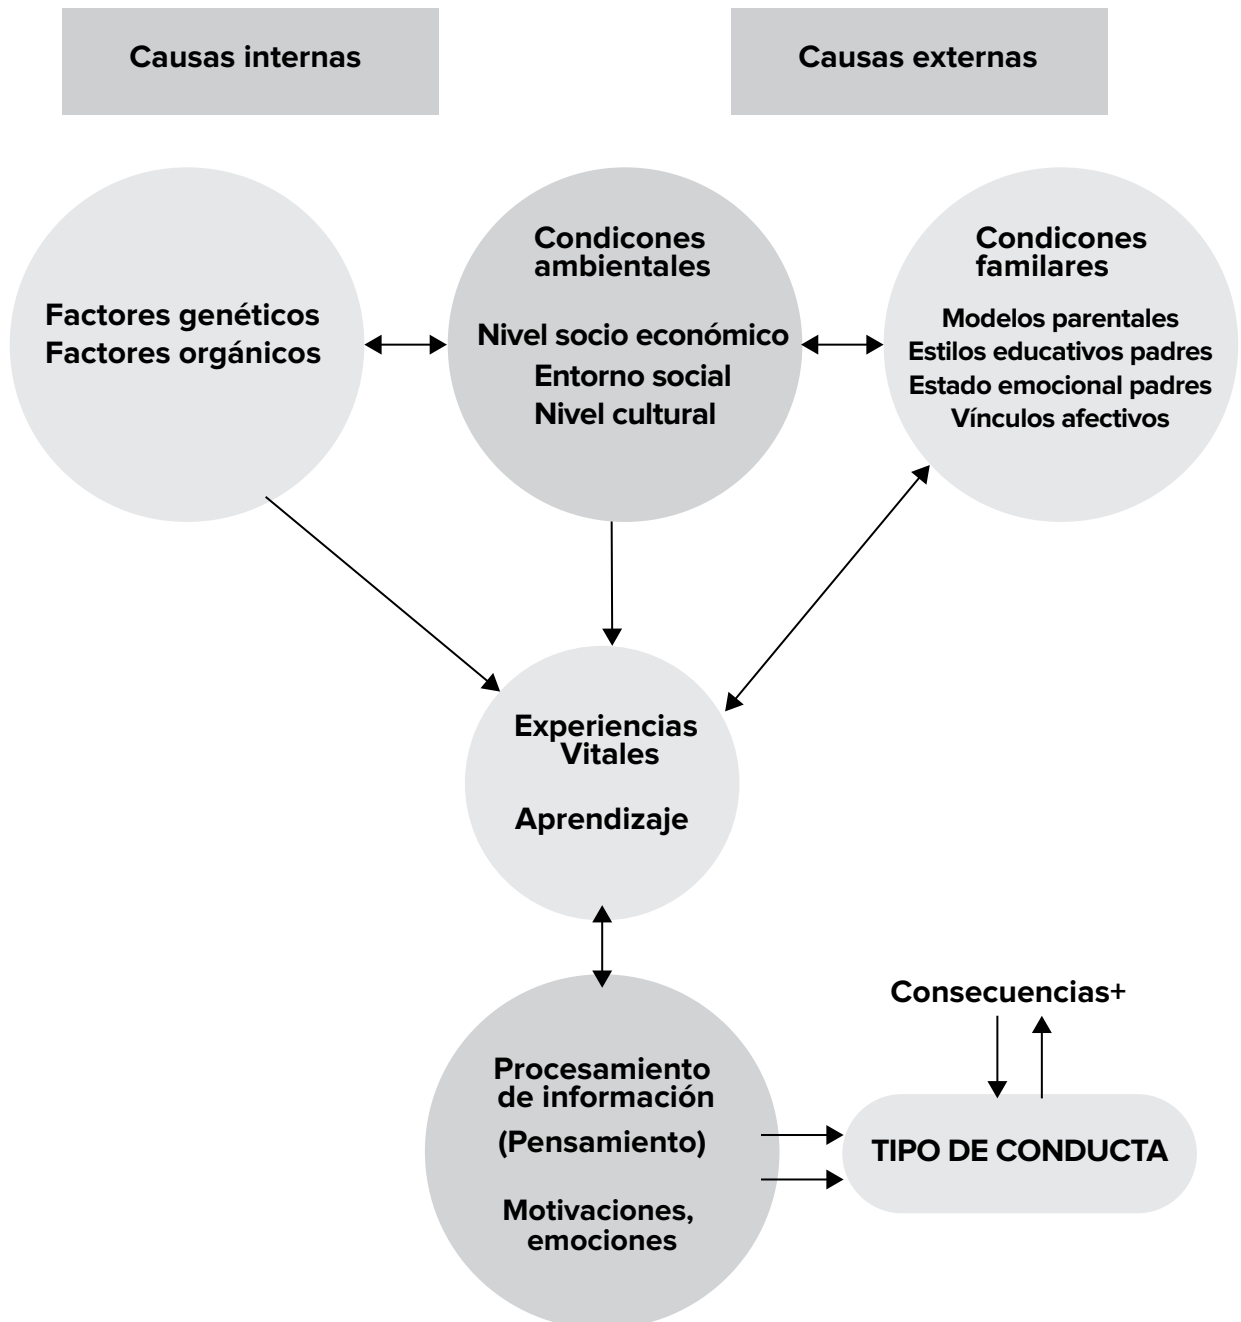 Causas internas
Causas externas
Factores genéticos
Factores orgánicos
Condicones
ambientales
Nivel socio económico
Entorno social
Nivel cultural
Condicones
familares
Modelos parentales
Estilos educativos padres
Estado emocional padres
Vínculos afectivos
Experiencias
Vitales
Aprendizaje
Procesamiento
de información
(Pensamiento)
Motivaciones,
emociones
Consecuencias+
TIPO DE CONDUCTA